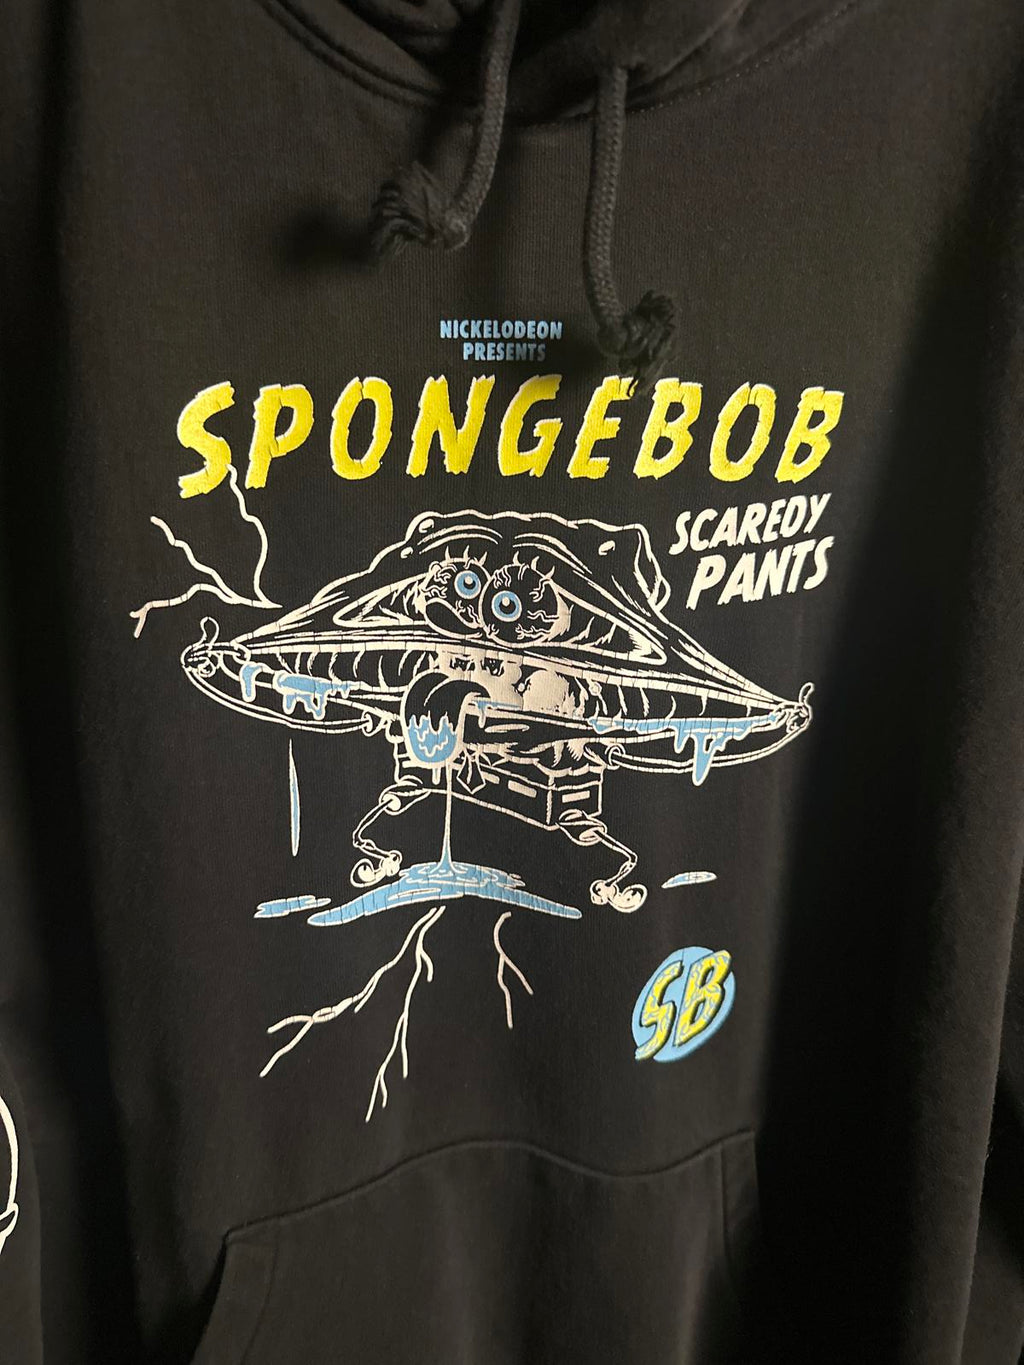 NICKELODEON
PRESENTS
SPONGEBOB
SCAREDY
PANTS
SB